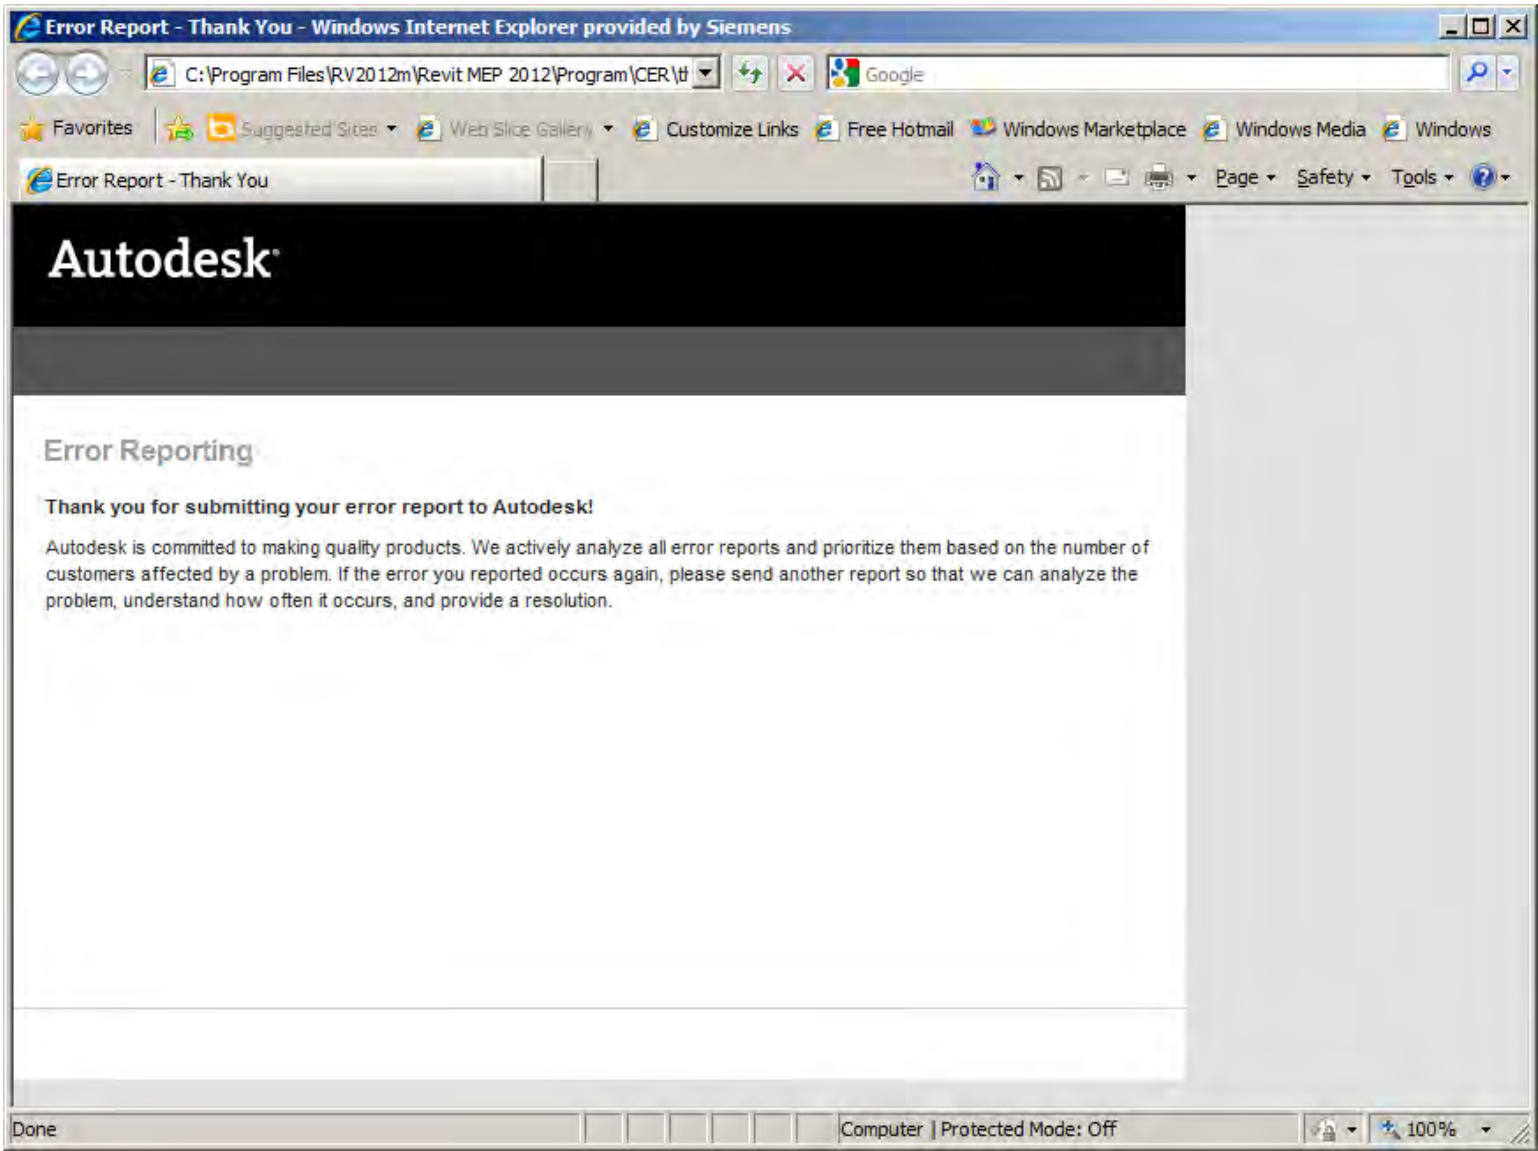 Error Report - Thank You - Windows Internet Explorer provided by Siemens
C:\Program Files\RV2012m\Revit MEP 2012\Program\CER\tl Google
Favorites Suggested Sites Web Slice Gallery Customize Links Free Hotmail Windows Marketplace Windows Media Windows
Error Report - Thank You Page Safety Tools
Autodesk
Error Reporting
Thank you for submitting your error report to Autodesk!
Autodesk is committed to making quality products. We actively analyze all error reports and prioritize them based on the number of
customers affected by a problem. If the error you reported occurs again, please send another report so that we can analyze the
problem, understand how often it occurs, and provide a resolution.
Done Computer | Protected Mode: Off 100%